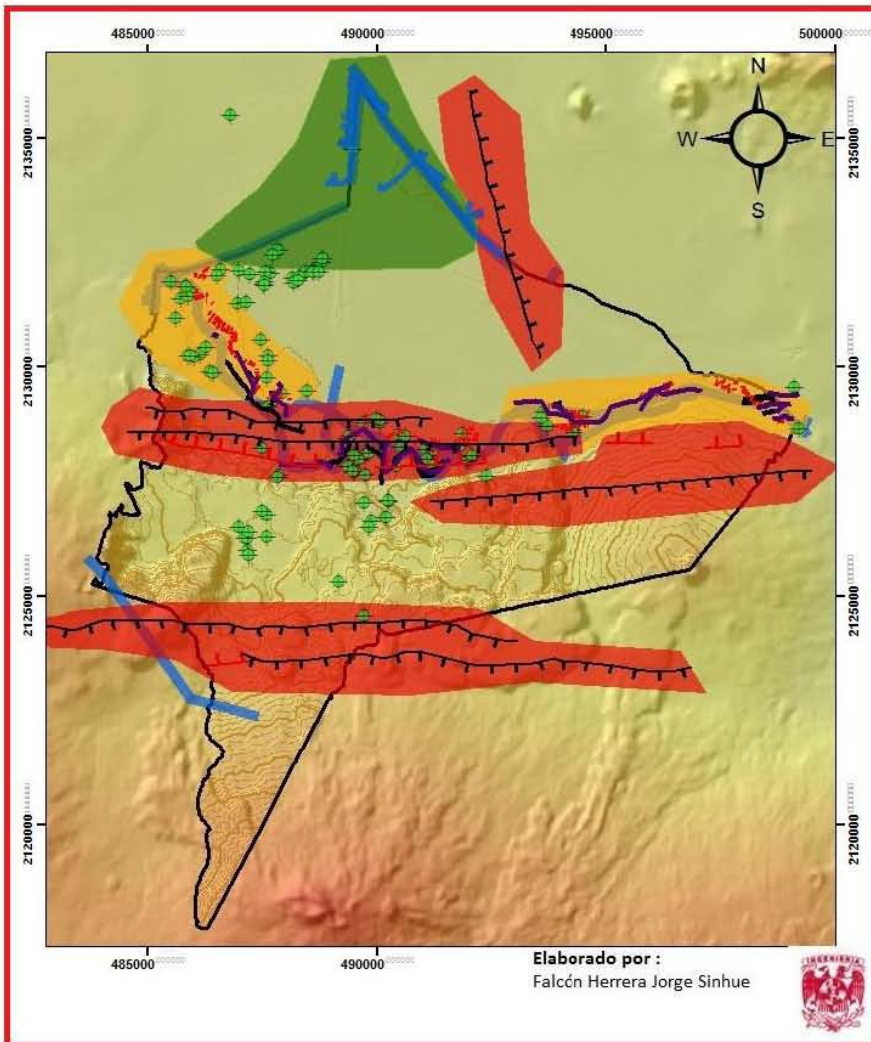 485000 490000 495000 500000
N
W E
S
2135000 2135000
2130000 2130000
2125000 2125000
2120000 2120000
485000 490000
Elaborado por :
Falcón Herrera Jorge Sinhue
INGENIERIA